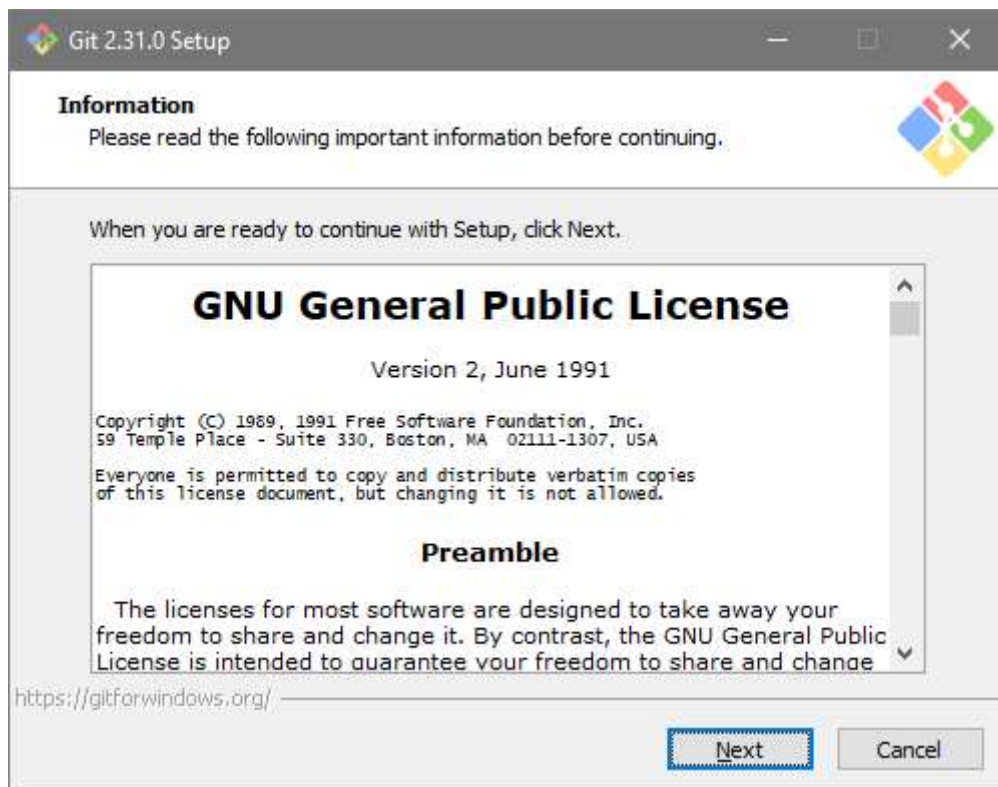 Git 2.31.0 Setup
Information
Please read the following important information before continuing.
When you are ready to continue with Setup, click Next.
GNU General Public License
Version 2, June 1991
Copyright (C) 1989, 1991 Free Software Foundation, Inc.
59 Temple Place - Suite 330, Boston, MA  02111-1307, USA
Everyone is permitted to copy and distribute verbatim copies
of this license document, but changing it is not allowed.
Preamble
The licenses for most software are designed to take away your
freedom to share and change it. By contrast, the GNU General Public
License is intended to guarantee your freedom to share and change
https://gitforwindows.org/
Next
Cancel